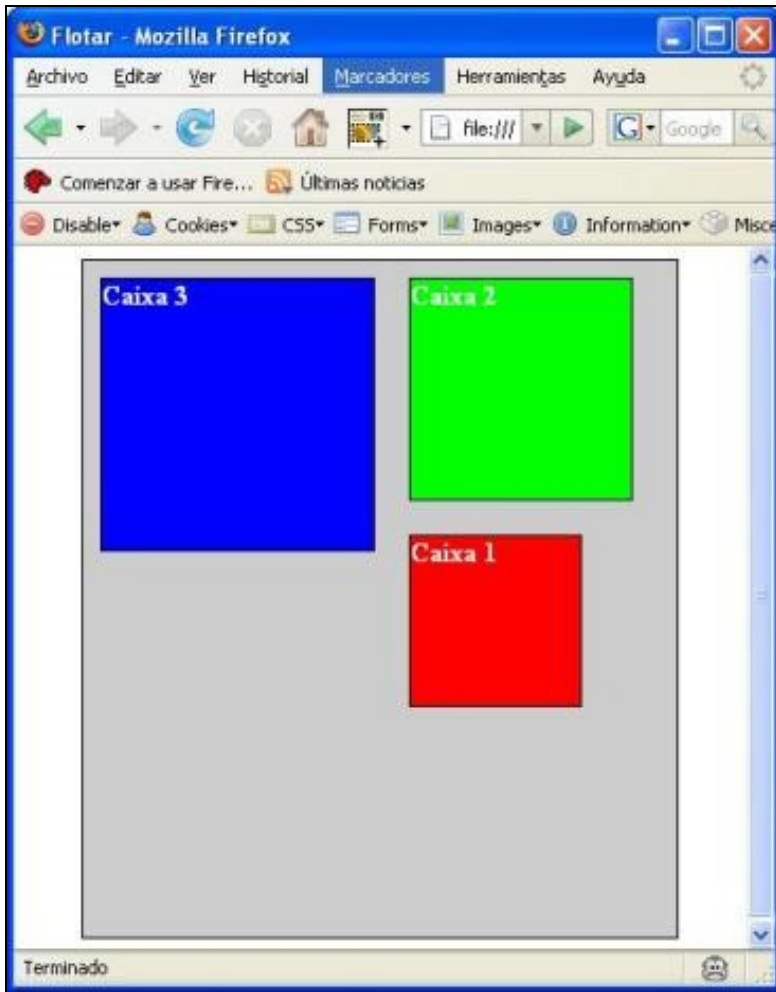 Flotar - Mozilla Firefox
Archivo Editar Ver Historial Marcadores Herramientas Ayuda
file:/// G Google
Comenzar a usar Fire... Últimas noticias
Disable Cookies CSS Forms Images Information Misce
Caixa 3 Caixa 2
Caixa 1
Terminado